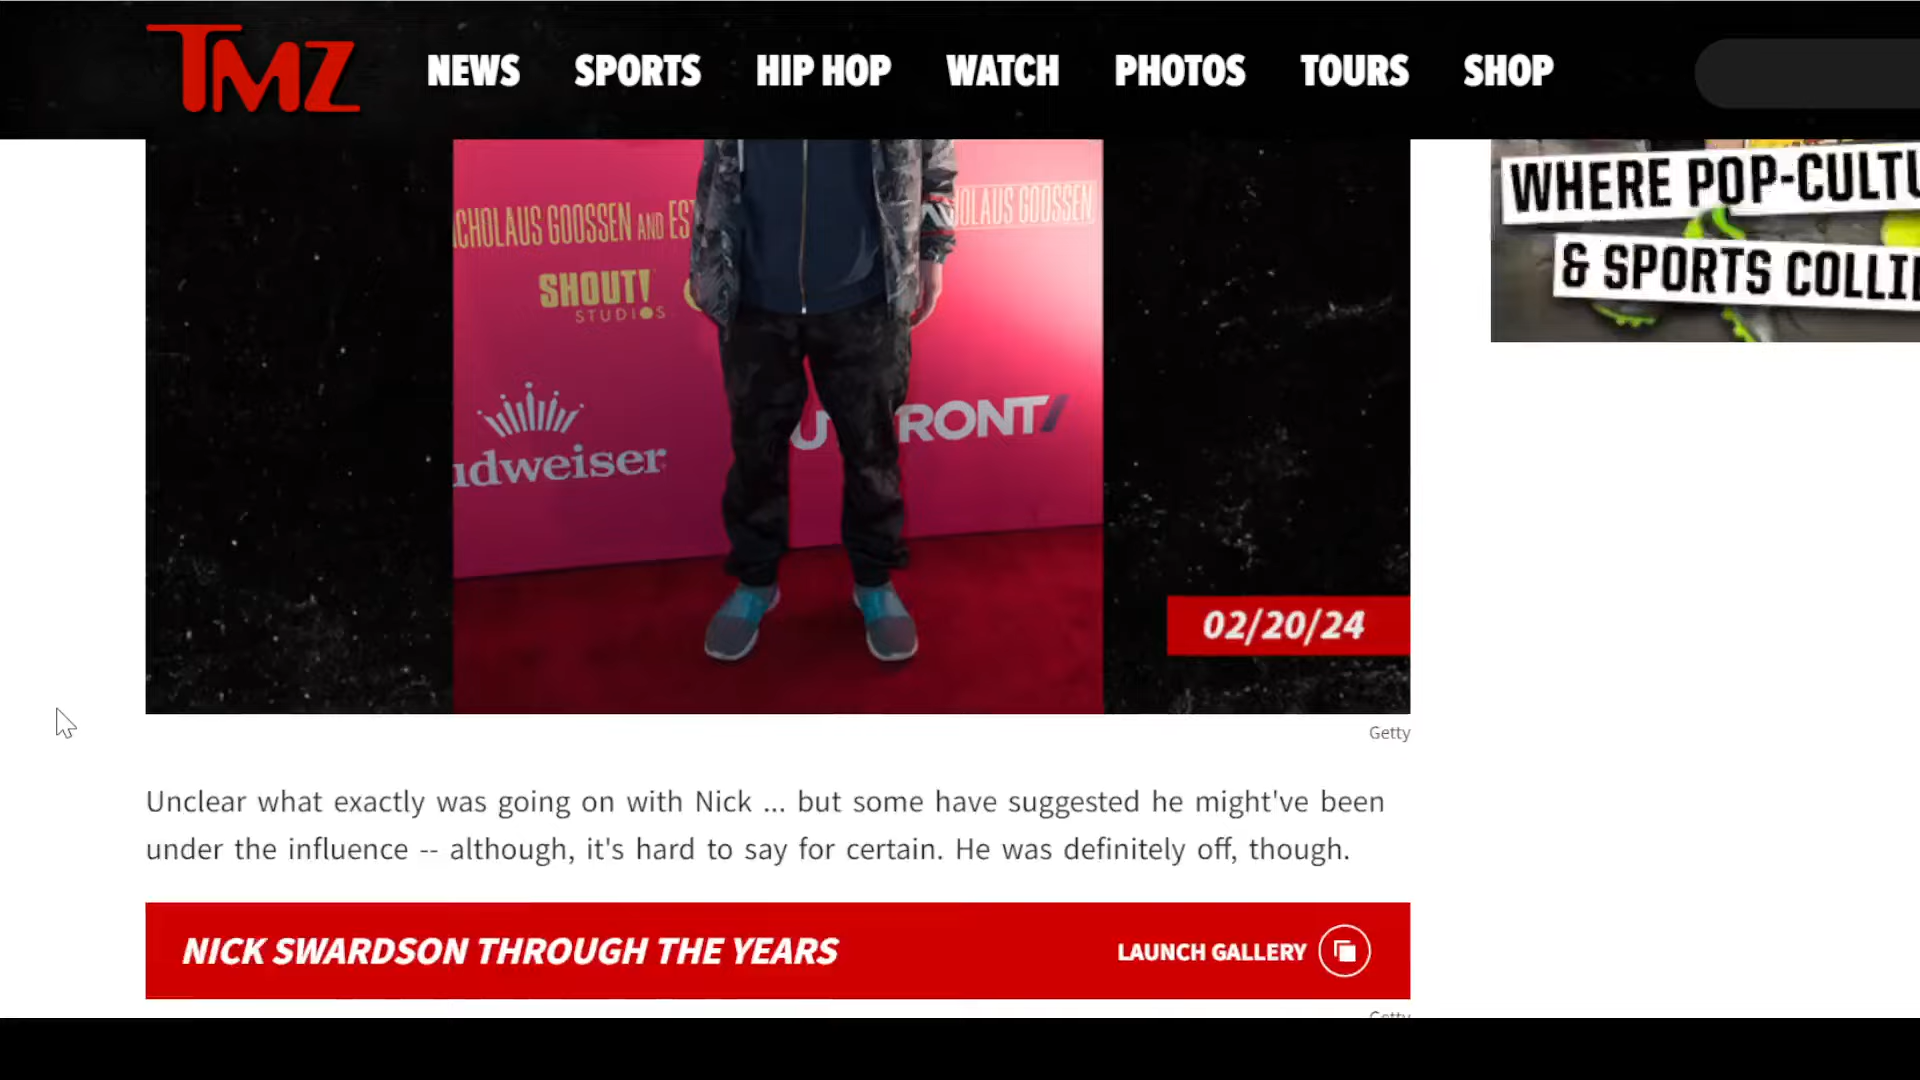 TMZ
NEWS SPORTS HIP HOP WATCH PHOTOS TOURS SHOP
WHERE POP-CULTU
& SPORTS COLLI
CHOLAUS GOOSSEN AND EST
OLAUS GOOSSEN
SHOUT!
STUDIOS
udweiser
U RONT/
02/20/24
Getty
Unclear what exactly was going on with Nick ... but some have suggested he might've been
under the influence -- although, it's hard to say for certain. He was definitely off, though.
NICK SWARDSON THROUGH THE YEARS
LAUNCH GALLERY
Getty